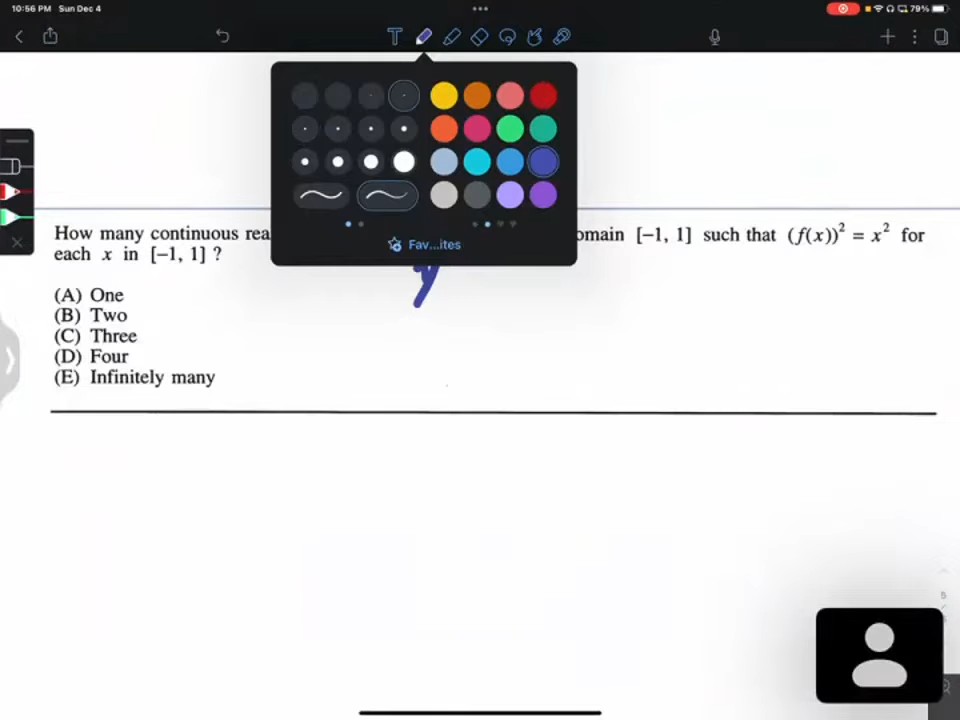 10:56 PM Sun Dec 4
79%
T
How many continuous rea
omain [−1, 1] such that (f(x))² = x² for
each x in [−1, 1] ?
(A) One
(B) Two
(C) Three
(D) Four
(E) Infinitely many
Fav...ites